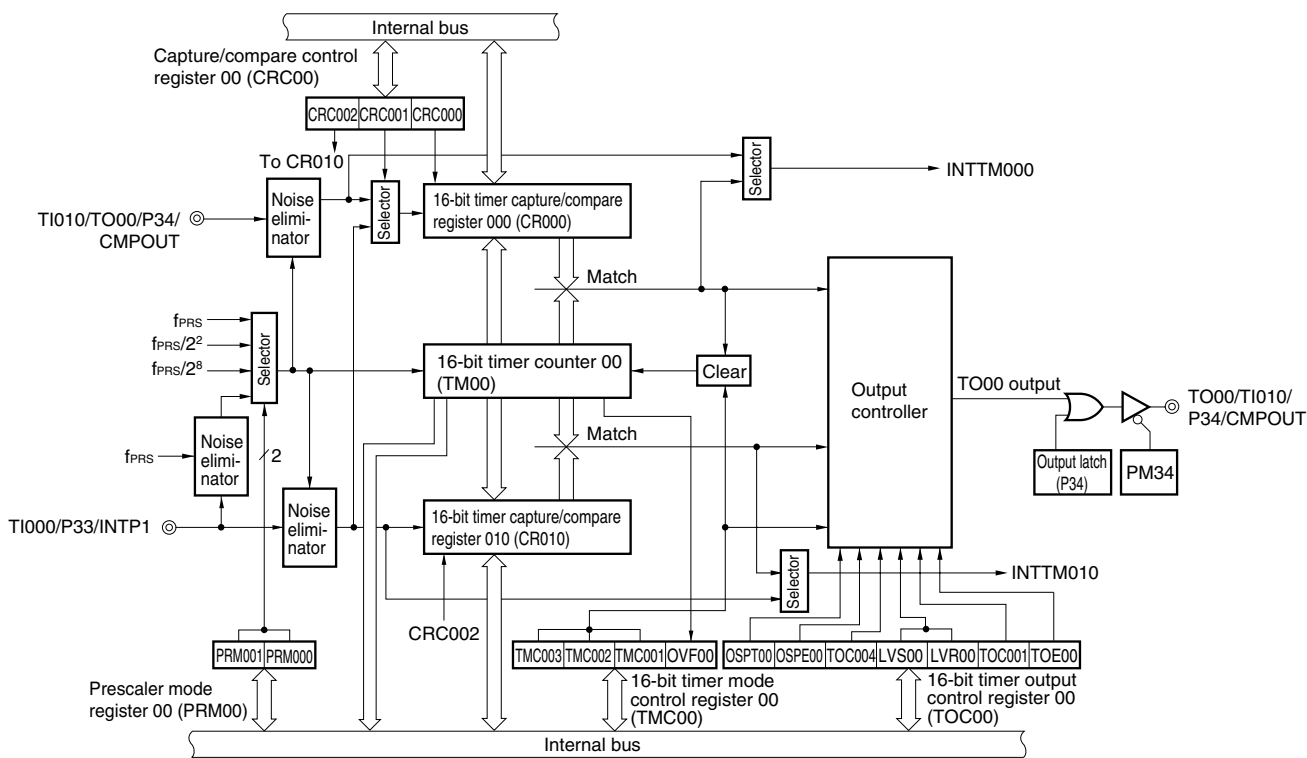 Internal bus
Capture/compare control
register 00 (CRC00)
CRC002 CRC001 CRC000
To CR010
Selector
INTTM000
TI010/TO00/P34/
CMPOUT
Noise
elimi-
nator
Selector
16-bit timer capture/compare
register 000 (CR000)
Match
fPRS
fPRS/2²
fPRS/2⁸
Selector
16-bit timer counter 00
(TM00)
Clear
Output
controller
TO00 output
TO00/TI010/
P34/CMPOUT
Match
fPRS
Noise
elimi-
nator
2
Output latch
(P34)
PM34
TI000/P33/INTP1
Noise
elimi-
nator
16-bit timer capture/compare
register 010 (CR010)
Selector
INTTM010
CRC002
PRM001 PRM000
TMC003 TMC002 TMC001 OVF00
OSPT00 OSPE00 TOC004 LVS00 LVR00 TOC001 TOE00
Prescaler mode
register 00 (PRM00)
16-bit timer mode
control register 00
(TMC00)
16-bit timer output
control register 00
(TOC00)
Internal bus